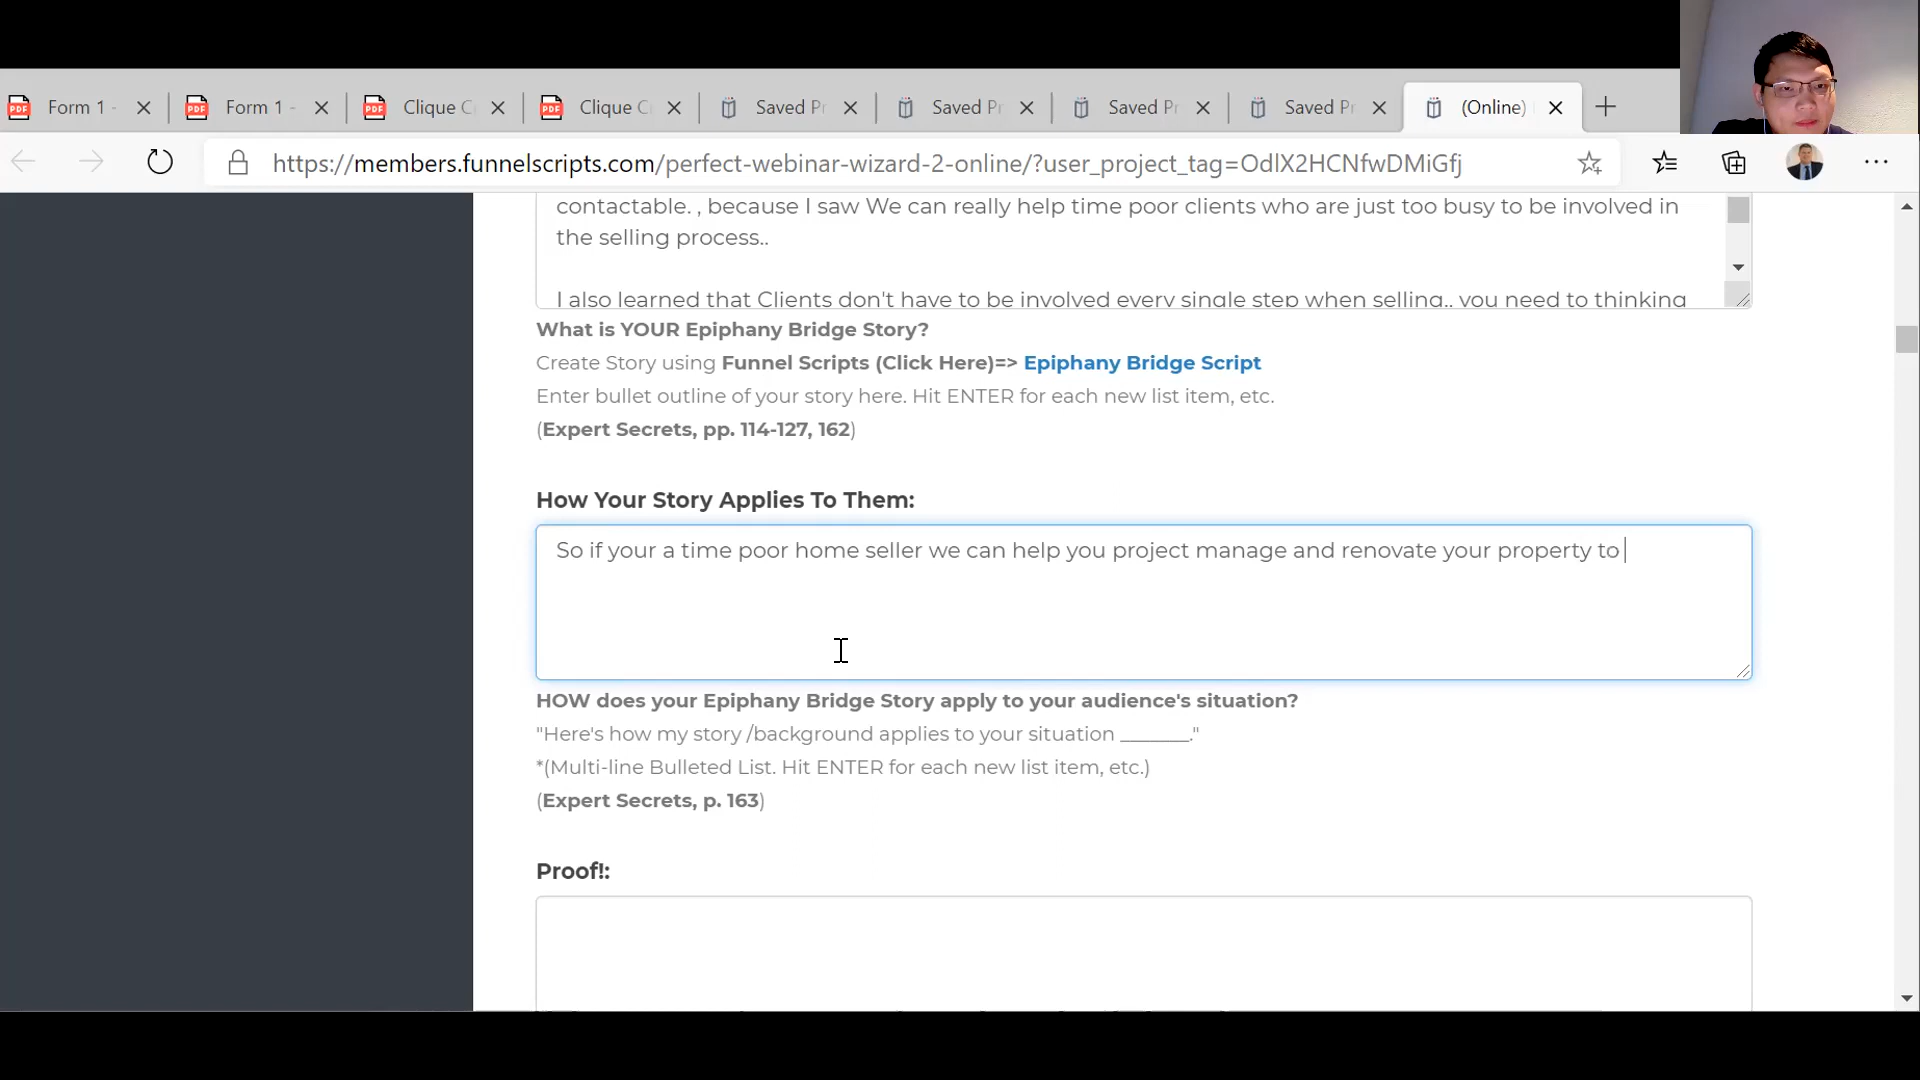 Form 1 -
Form 1 -
Clique C
Clique C
Saved Pr
Saved Pr
Saved Pr
Saved Pr
(Online)
https://members.funnelscripts.com/perfect-webinar-wizard-2-online/?user_project_tag=OdlX2HCNfwDMiGfj
contactable. , because I saw We can really help time poor clients who are just too busy to be involved in
the selling process..
I also learned that Clients don't have to be involved every single step when selling.. you need to thinking
What is YOUR Epiphany Bridge Story?
Create Story using Funnel Scripts (Click Here)=> Epiphany Bridge Script
Enter bullet outline of your story here. Hit ENTER for each new list item, etc.
(Expert Secrets, pp. 114-127, 162)
How Your Story Applies To Them:
So if your a time poor home seller we can help you project manage and renovate your property to
HOW does your Epiphany Bridge Story apply to your audience's situation?
"Here's how my story /background applies to your situation _______."
*(Multi-line Bulleted List. Hit ENTER for each new list item, etc.)
(Expert Secrets, p. 163)
Proof!: